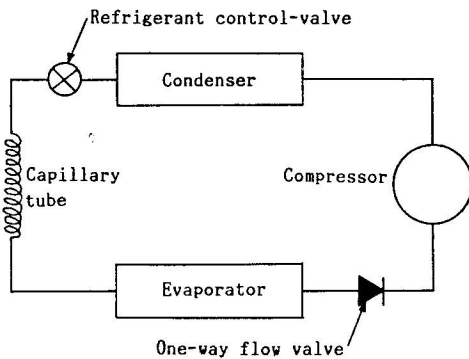 Refrigerant control-valve
Condenser
Capillary
tube
Compressor
Evaporator
One-way flow valve